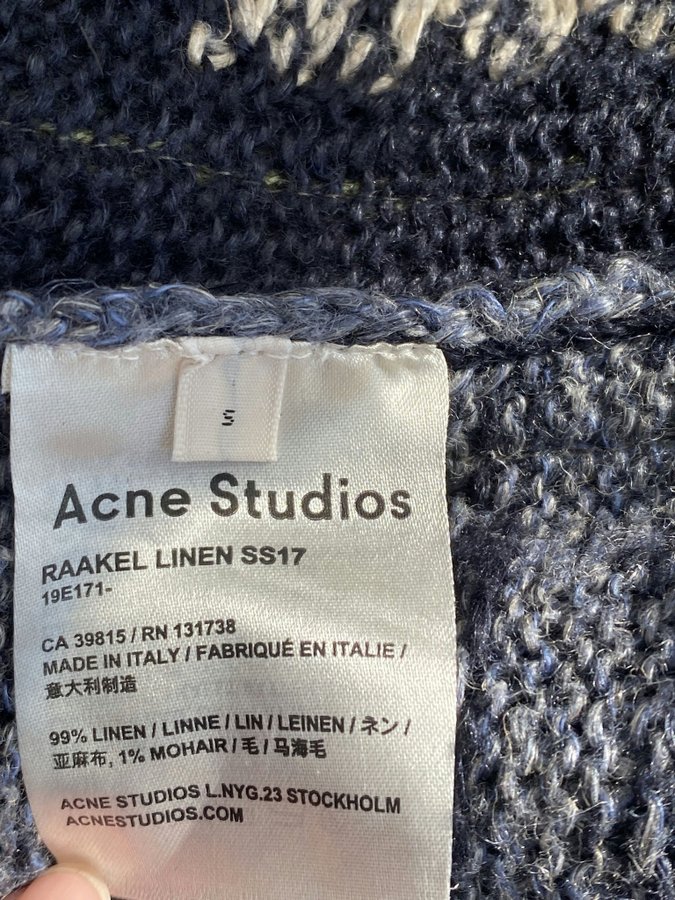 S
Acne Studios
RAAKEL LINEN SS17
19E171-
CA 39815 / RN 131738
MADE IN ITALY / FABRIQUÉ EN ITALIE /
意大利制造
99% LINEN / LINNE / LIN / LEINEN / ネン /
亚麻布, 1% MOHAIR / 毛 / 马海毛
ACNE STUDIOS L.NYG.23 STOCKHOLM
ACNESTUDIOS.COM